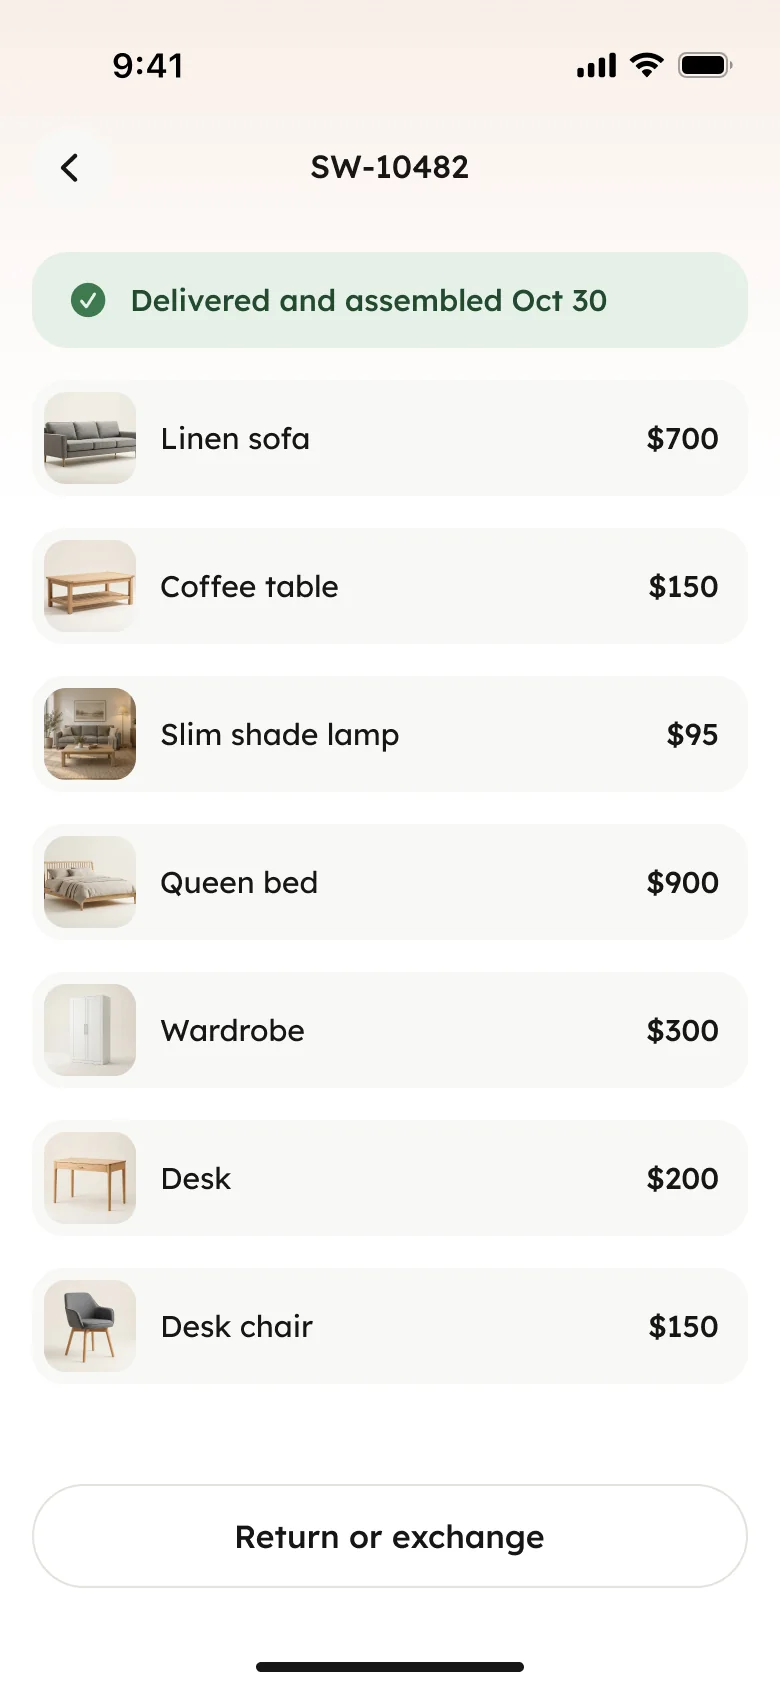 9:41
SW-10482
Delivered and assembled Oct 30
Linen sofa $700
Coffee table $150
Slim shade lamp $95
Queen bed $900
Wardrobe $300
Desk $200
Desk chair $150
Return or exchange